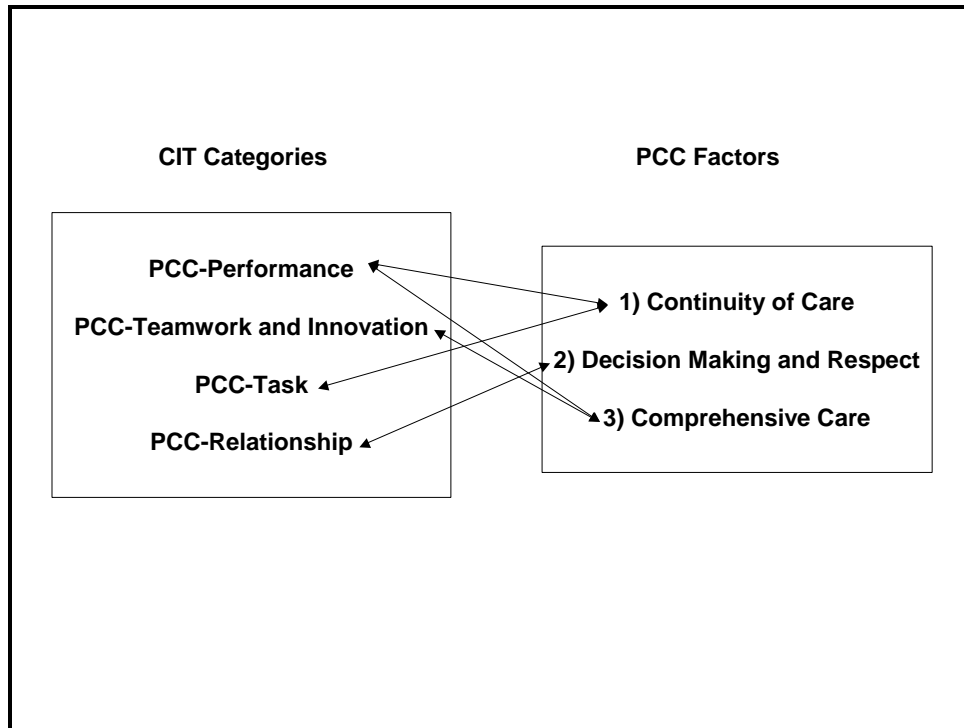 CIT Categories
PCC Factors
PCC-Performance
PCC-Teamwork and Innovation
PCC-Task
PCC-Relationship
1) Continuity of Care
2) Decision Making and Respect
3) Comprehensive Care